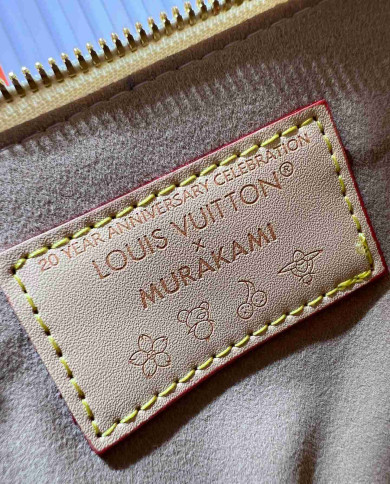 20 YEAR ANNIVERSARY CELEBRATION
LOUIS VUITTON®
×
MURAKAMI